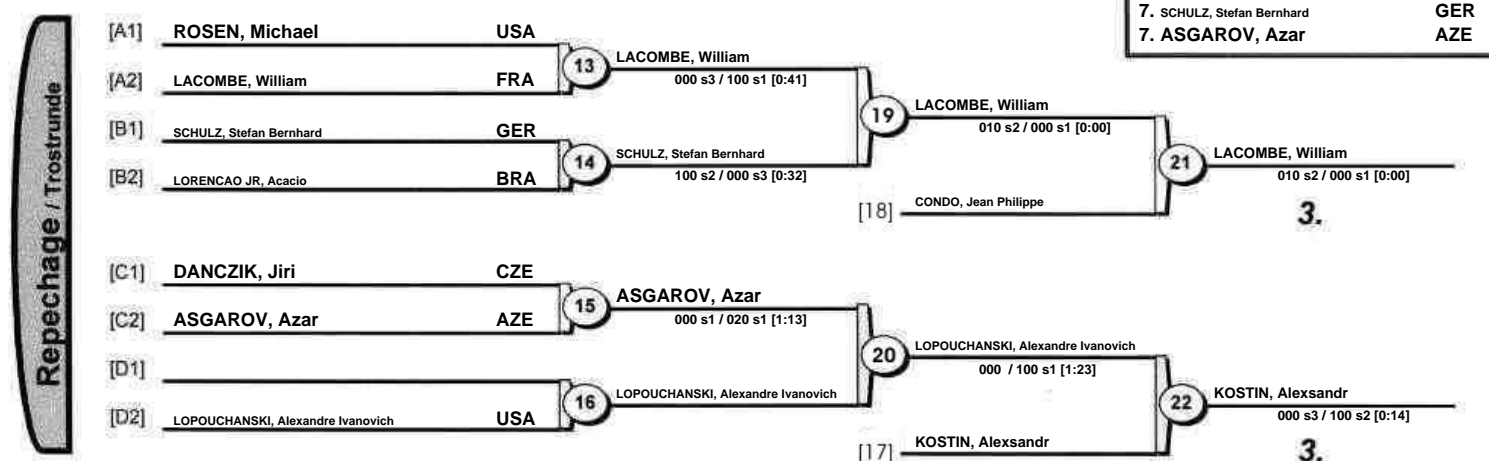 7. SCHULZ, Stefan Bernhard GER
7. ASGAROV, Azar AZE
Repechage / Trostrunde
[A1] ROSEN, Michael USA
13 LACOMBE, William
000 s3 / 100 s1 [0:41]
[A2] LACOMBE, William FRA
19 LACOMBE, William
010 s2 / 000 s1 [0:00]
[B1] SCHULZ, Stefan Bernhard GER
14 SCHULZ, Stefan Bernhard
100 s2 / 000 s3 [0:32]
[B2] LORENCAO JR, Acacio BRA
21 LACOMBE, William
010 s2 / 000 s1 [0:00]
[18] CONDO, Jean Philippe
3.
[C1] DANCZIK, Jiri CZE
15 ASGAROV, Azar
000 s1 / 020 s1 [1:13]
[C2] ASGAROV, Azar AZE
20 LOPOUCHANSKI, Alexandre Ivanovich
000 / 100 s1 [1:23]
[D1]
16 LOPOUCHANSKI, Alexandre Ivanovich
[D2] LOPOUCHANSKI, Alexandre Ivanovich USA
22 KOSTIN, Alexsandr
000 s3 / 100 s2 [0:14]
[17] KOSTIN, Alexsandr
3.